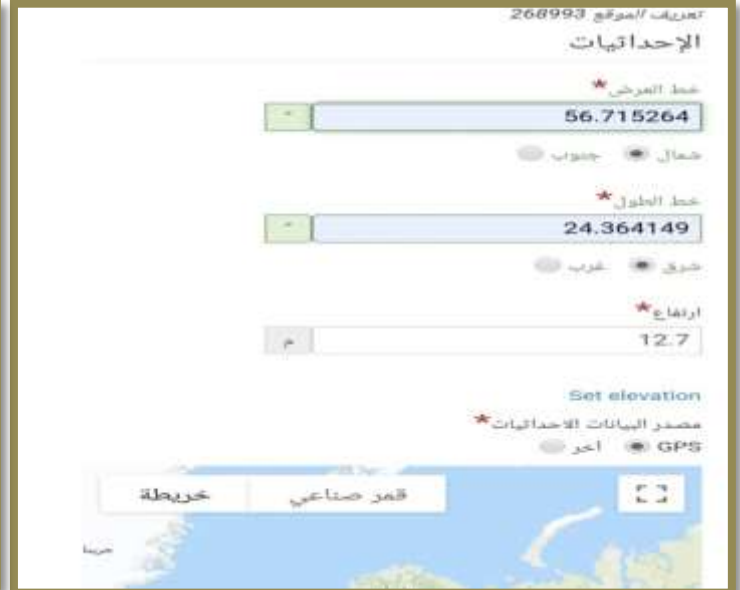 تعريف الموقع 268993
الإحداثيات
خط العرض*
56.715264 °
شمال جنوب
خط الطول*
24.364149 °
شرق غرب
ارتفاع*
12.7 م
Set elevation
مصدر البيانات الاحداثيات*
GPS آخر
خريطة قمر صناعي